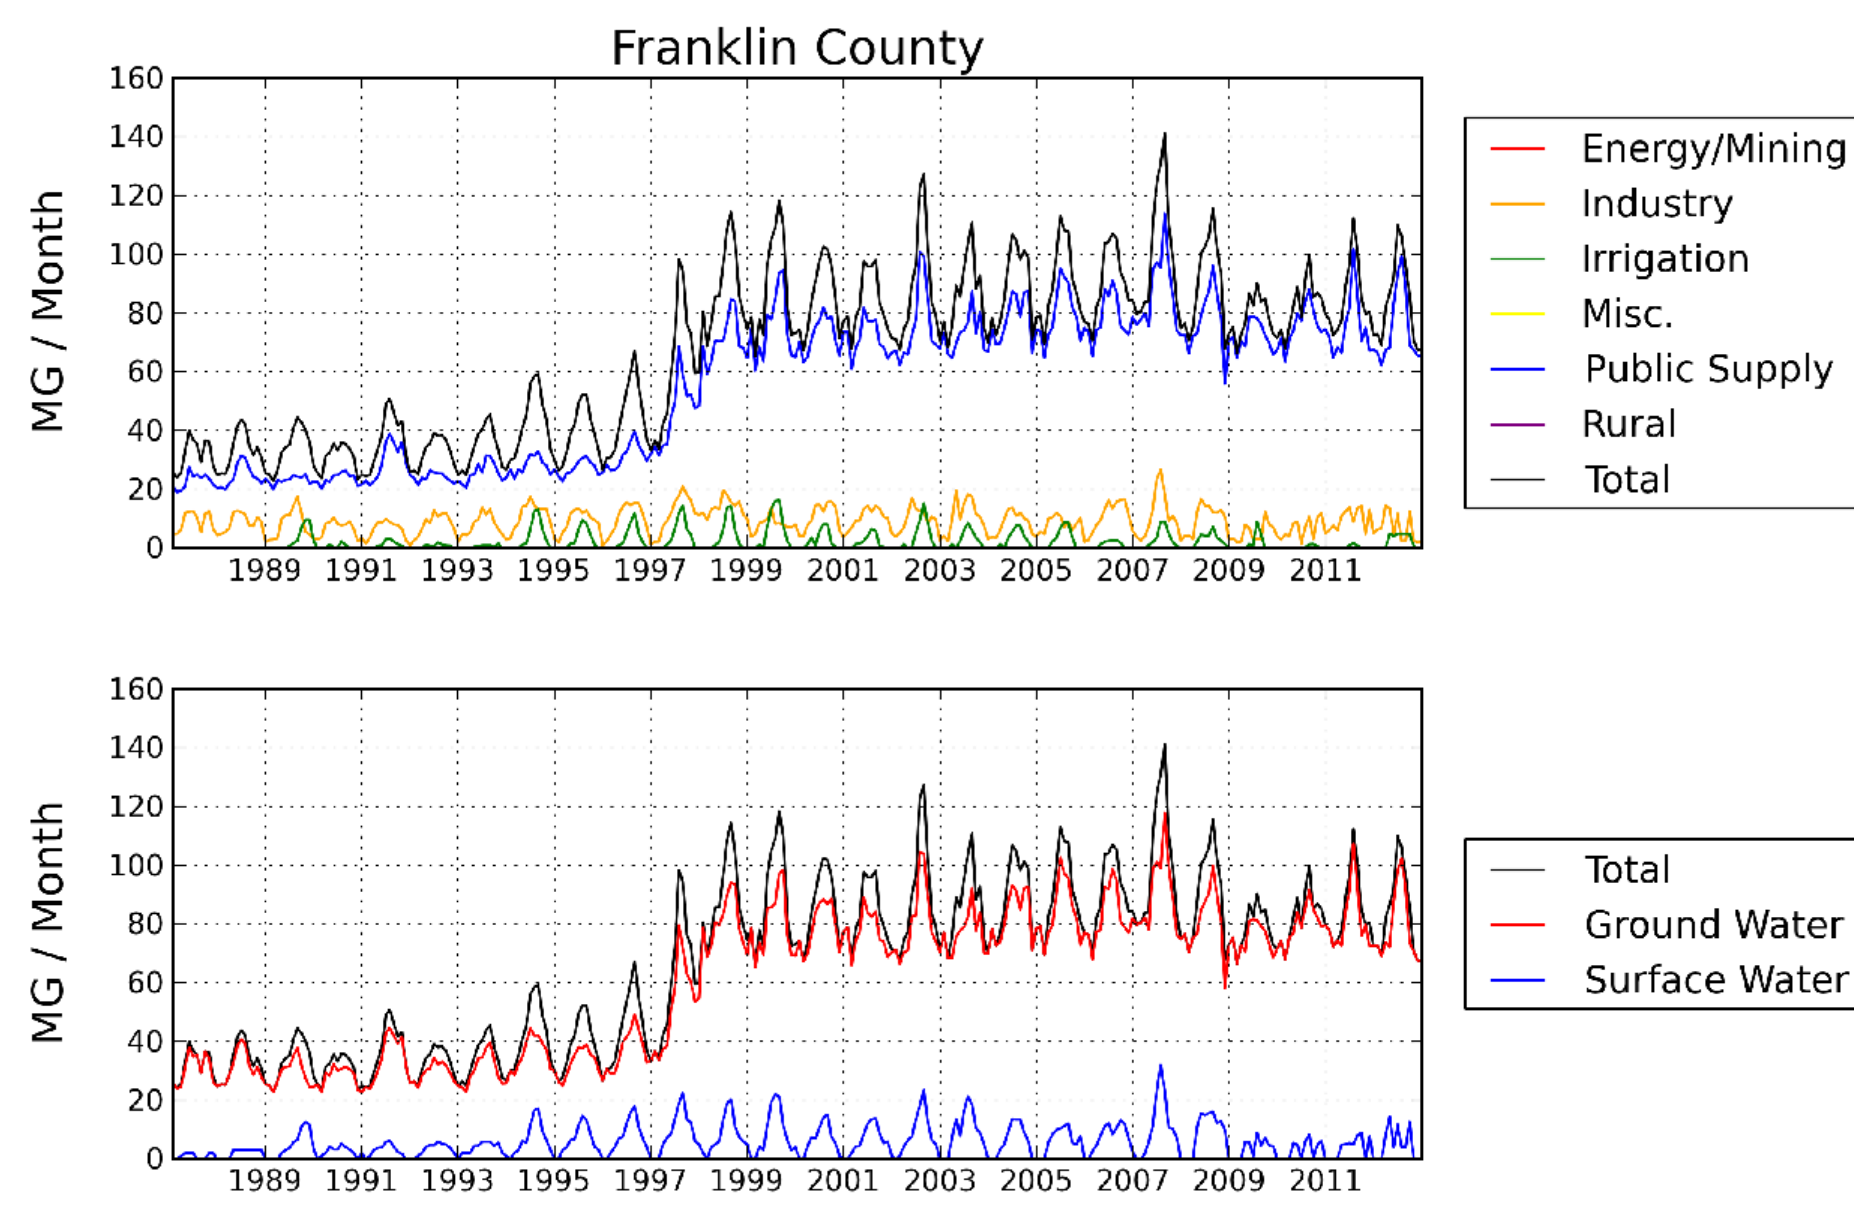 Franklin County
160
140
120
100
80
60
40
20
0
MG / Month
1989 1991 1993 1995 1997 1999 2001 2003 2005 2007 2009 2011
Energy/Mining
Industry
Irrigation
Misc.
Public Supply
Rural
Total
160
140
120
100
80
60
40
20
0
MG / Month
1989 1991 1993 1995 1997 1999 2001 2003 2005 2007 2009 2011
Total
Ground Water
Surface Water